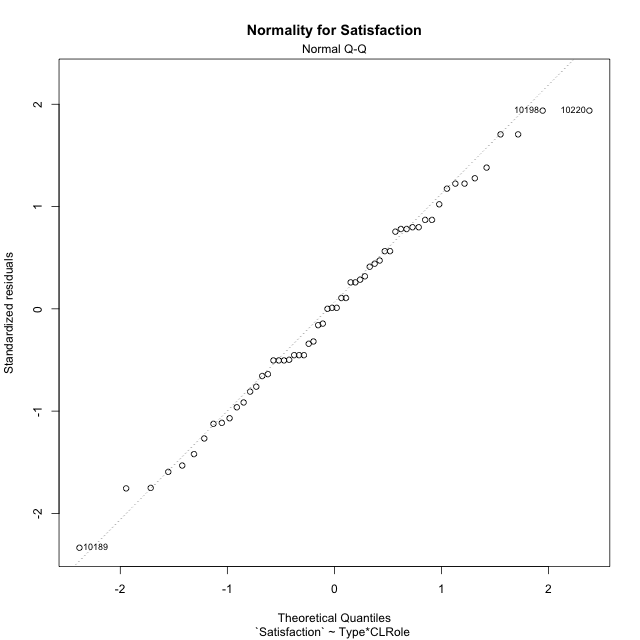 Normality for Satisfaction
Normal Q-Q
2
1
0
-1
-2
Standardized residuals
10198
10220
10189
-2
-1
0
1
2
Theoretical Quantiles
`Satisfaction` ~ Type*CLRole